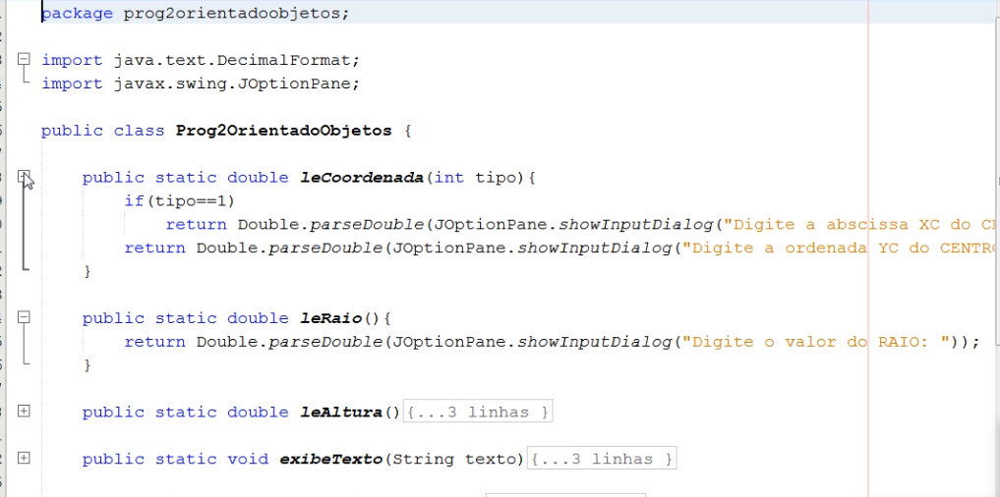 package prog2orientadoobjetos;
import java.text.DecimalFormat;
import javax.swing.JOptionPane;
public class Prog2OrientadoObjetos {
public static double leCoordenada(int tipo){
if(tipo==1)
return Double.parseDouble(JOptionPane.showInputDialog("Digite a abscissa XC do
return Double.parseDouble(JOptionPane.showInputDialog("Digite a ordenada YC do CENTRO
}
public static double leRaio(){
return Double.parseDouble(JOptionPane.showInputDialog("Digite o valor do RAIO: "));
}
public static double leAltura(){...3 linhas }
public static void exibeTexto(String texto){...3 linhas }